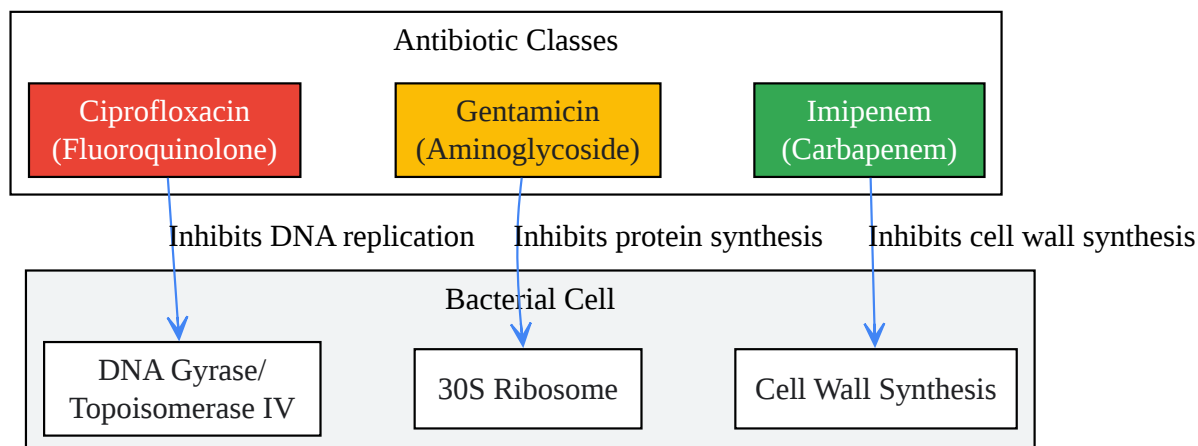 Antibiotic Classes
Ciprofloxacin
(Fluoroquinolone)
Gentamicin
(Aminoglycoside)
Imipenem
(Carbapenem)
Inhibits DNA replication
Inhibits protein synthesis
Inhibits cell wall synthesis
Bacterial Cell
DNA Gyrase/
Topoisomerase IV
30S Ribosome
Cell Wall Synthesis